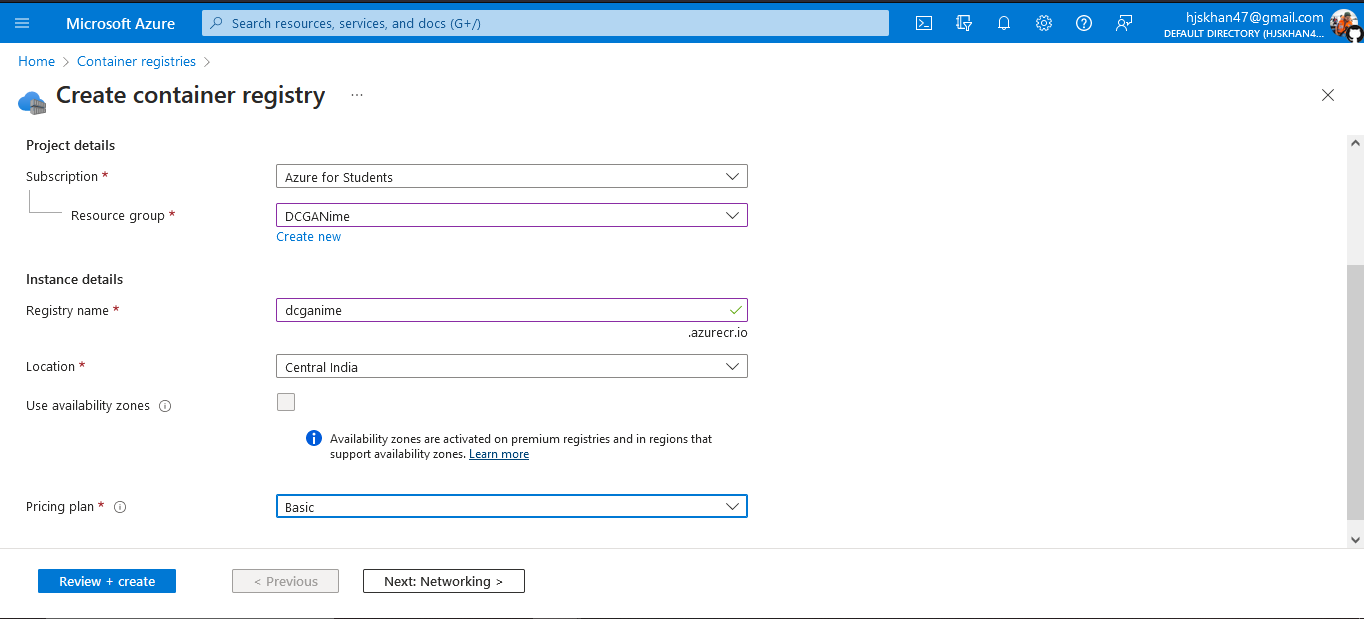 Microsoft Azure
Search resources, services, and docs (G+/)
hjskhan47@gmail.com
DEFAULT DIRECTORY (HJSKHAN4...
Home > Container registries >
Create container registry ...
Project details
Subscription *
Azure for Students
Resource group *
DCGANime
Create new
Instance details
Registry name *
dcganime
.azurecr.io
Location *
Central India
Use availability zones
Availability zones are activated on premium registries and in regions that
support availability zones. Learn more
Pricing plan *
Basic
Review + create
< Previous
Next: Networking >